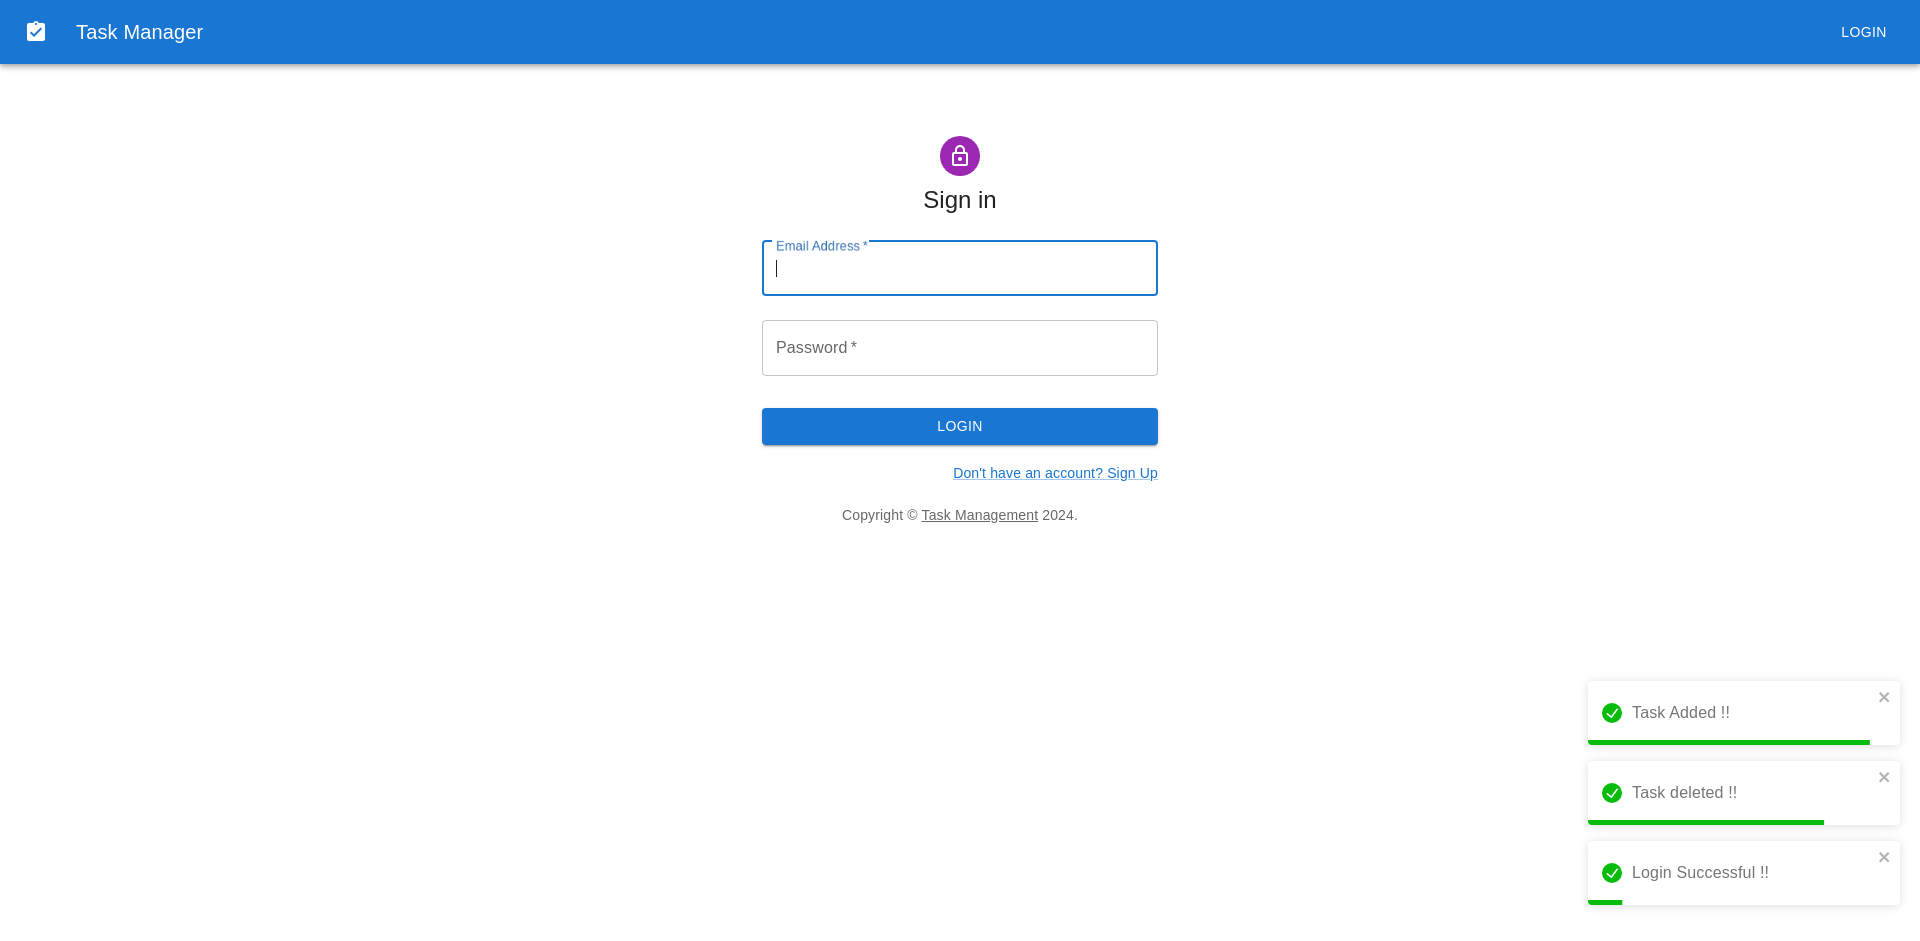 Task Manager
LOGIN
Sign in
Email Address *
Password *
LOGIN
Don't have an account? Sign Up
Copyright © Task Management 2024.
Task Added !!
Task deleted !!
Login Successful !!